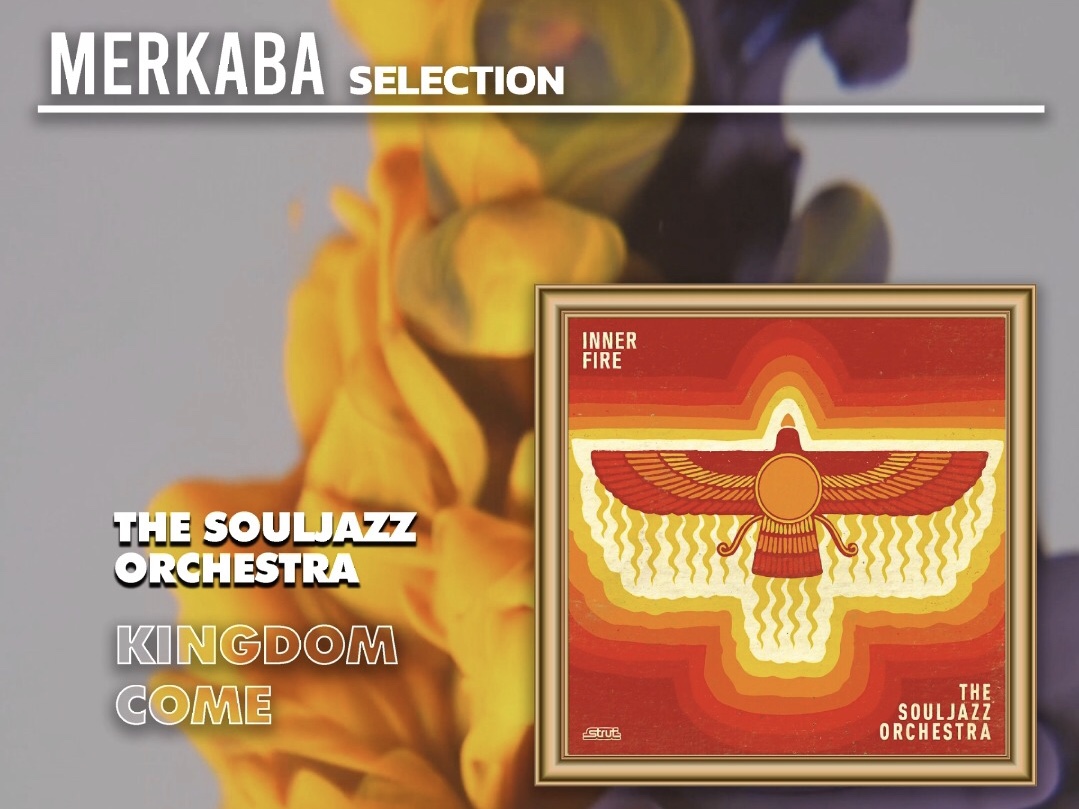 MERKABA SELECTION
INNER
FIRE
THE SOULJAZZ
ORCHESTRA
KINGDOM
COME
strut
THE
SOULJAZZ
ORCHESTRA